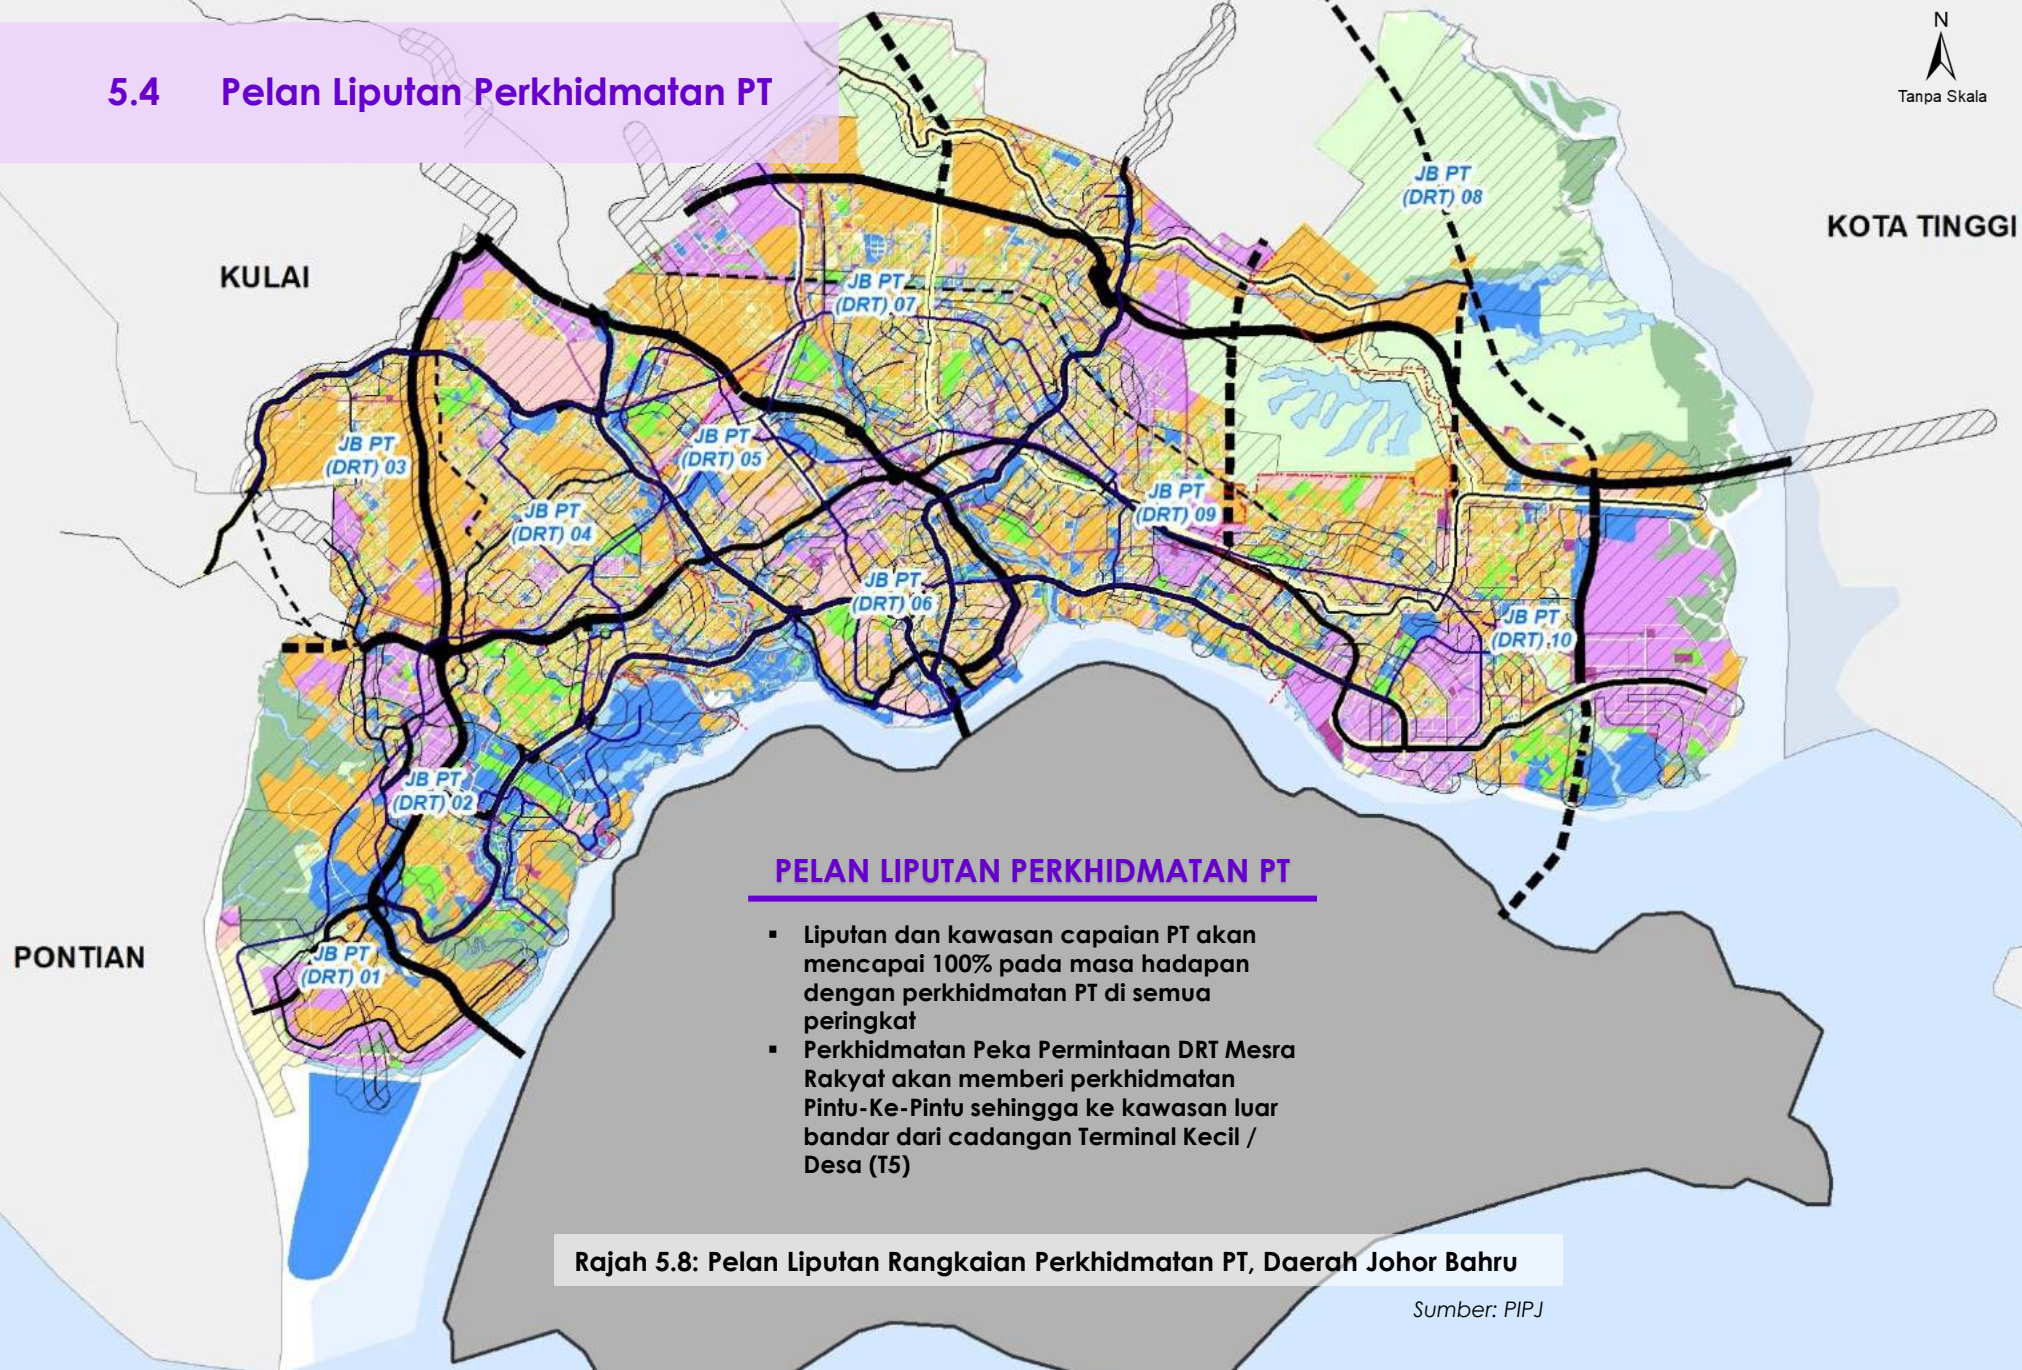 5.4 Pelan Liputan Perkhidmatan PT
N
Tanpa Skala
JB PT
(DRT) 08
KOTA TINGGI
KULAI
JB PT
(DRT) 07
JB PT
(DRT) 03
JB PT
(DRT) 05
JB PT
(DRT) 04
JB PT
(DRT) 09
JB PT
(DRT) 06
JB PT
(DRT) 10
JB PT
(DRT) 02
PONTIAN
JB PT
(DRT) 01
PELAN LIPUTAN PERKHIDMATAN PT
▪ Liputan dan kawasan capaian PT akan
mencapai 100% pada masa hadapan
dengan perkhidmatan PT di semua
peringkat
▪ Perkhidmatan Peka Permintaan DRT Mesra
Rakyat akan memberi perkhidmatan
Pintu-Ke-Pintu sehingga ke kawasan luar
bandar dari cadangan Terminal Kecil /
Desa (T5)
Rajah 5.8: Pelan Liputan Rangkaian Perkhidmatan PT, Daerah Johor Bahru
Sumber: PIPJ